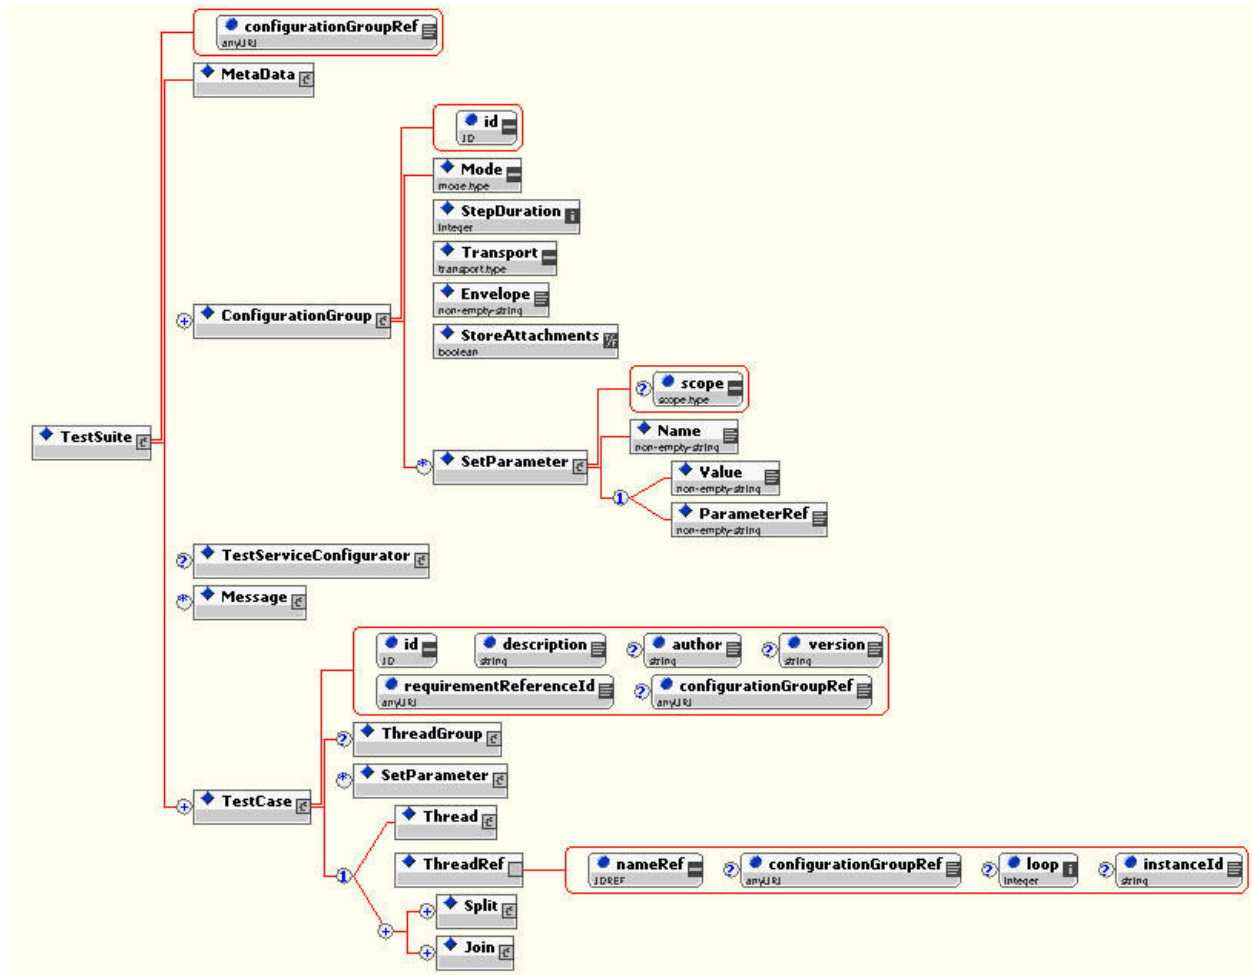 configurationGroupRef
anyURI
MetaData
id
ID
Mode
mode.type
StepDuration
integer
Transport
transport.type
Envelope
non-empty-string
+ ConfigurationGroup
StoreAttachments
boolean
? scope
scope.type
Name
non-empty-string
TestSuite
* SetParameter
Value
non-empty-string
1
ParameterRef
non-empty-string
? TestServiceConfigurator
* Message
id description ? author ? version
ID string string string
requirementReferenceId ? configurationGroupRef
anyURI anyURI
? ThreadGroup
* SetParameter
+ TestCase
Thread
ThreadRef nameRef ? configurationGroupRef ? loop ? instanceId
IDREF anyURI integer string
1
+ Split
+
+ Join